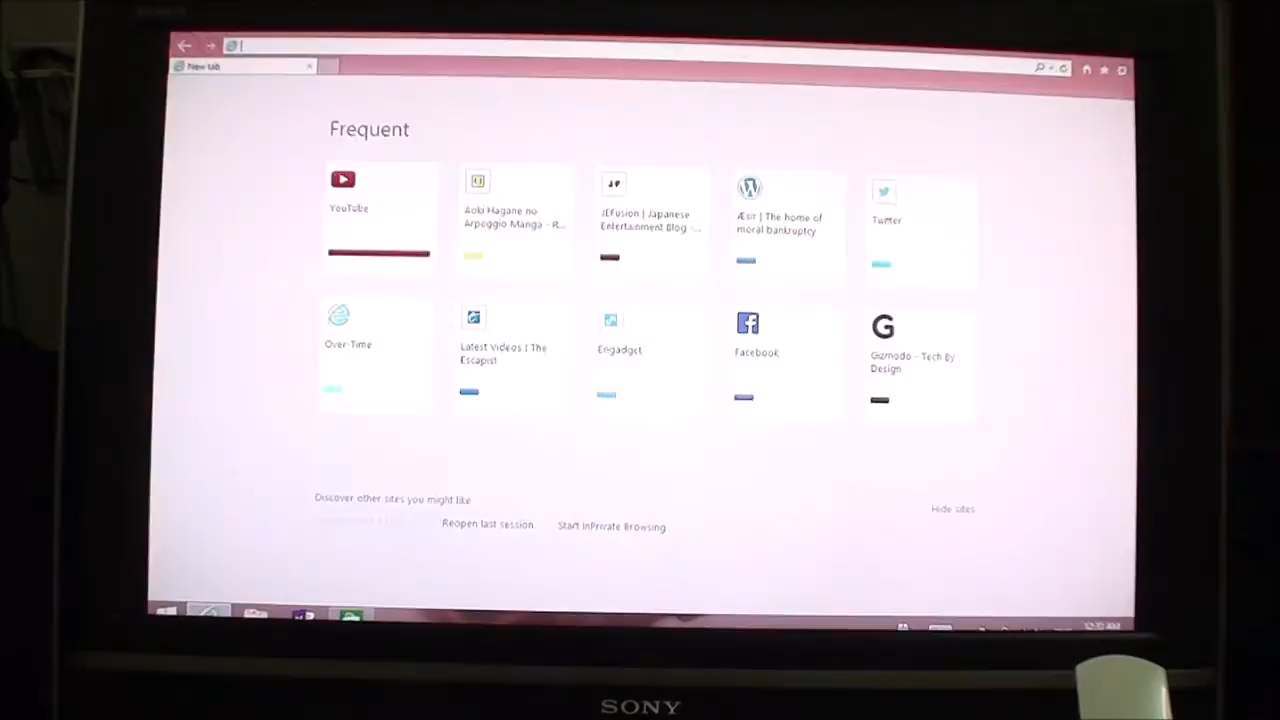 New tab
Frequent
YouTube
Aoki Hagane no
Arpeggio Manga - R...
JEFusion | Japanese
Entertainment Blog -...
Æsir | The home of
moral bankruptcy
Twitter
Over-Time
Latest Videos | The
Escapist
Engadget
Facebook
G
Gizmodo - Tech By
Design
Discover other sites you might like
Hide sites
Reopen last session
Start InPrivate Browsing
SONY